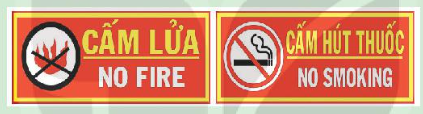 CẤM LỬA
NO FIRE
CẤM HÚT THUỐC
NO SMOKING